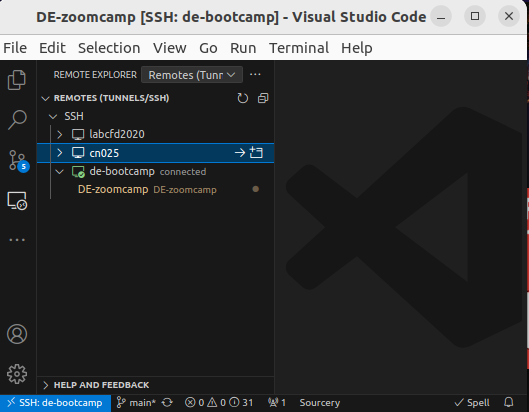 DE-zoomcamp [SSH: de-bootcamp] - Visual Studio Code
File Edit Selection View Go Run Terminal Help
REMOTE EXPLORER Remotes (Tunn ···
REMOTES (TUNNELS/SSH)
SSH
labcfd2020
cn025
de-bootcamp connected
DE-zoomcamp DE-zoomcamp
5
HELP AND FEEDBACK
SSH: de-bootcamp main* 0 0 31 1 Sourcery Spell